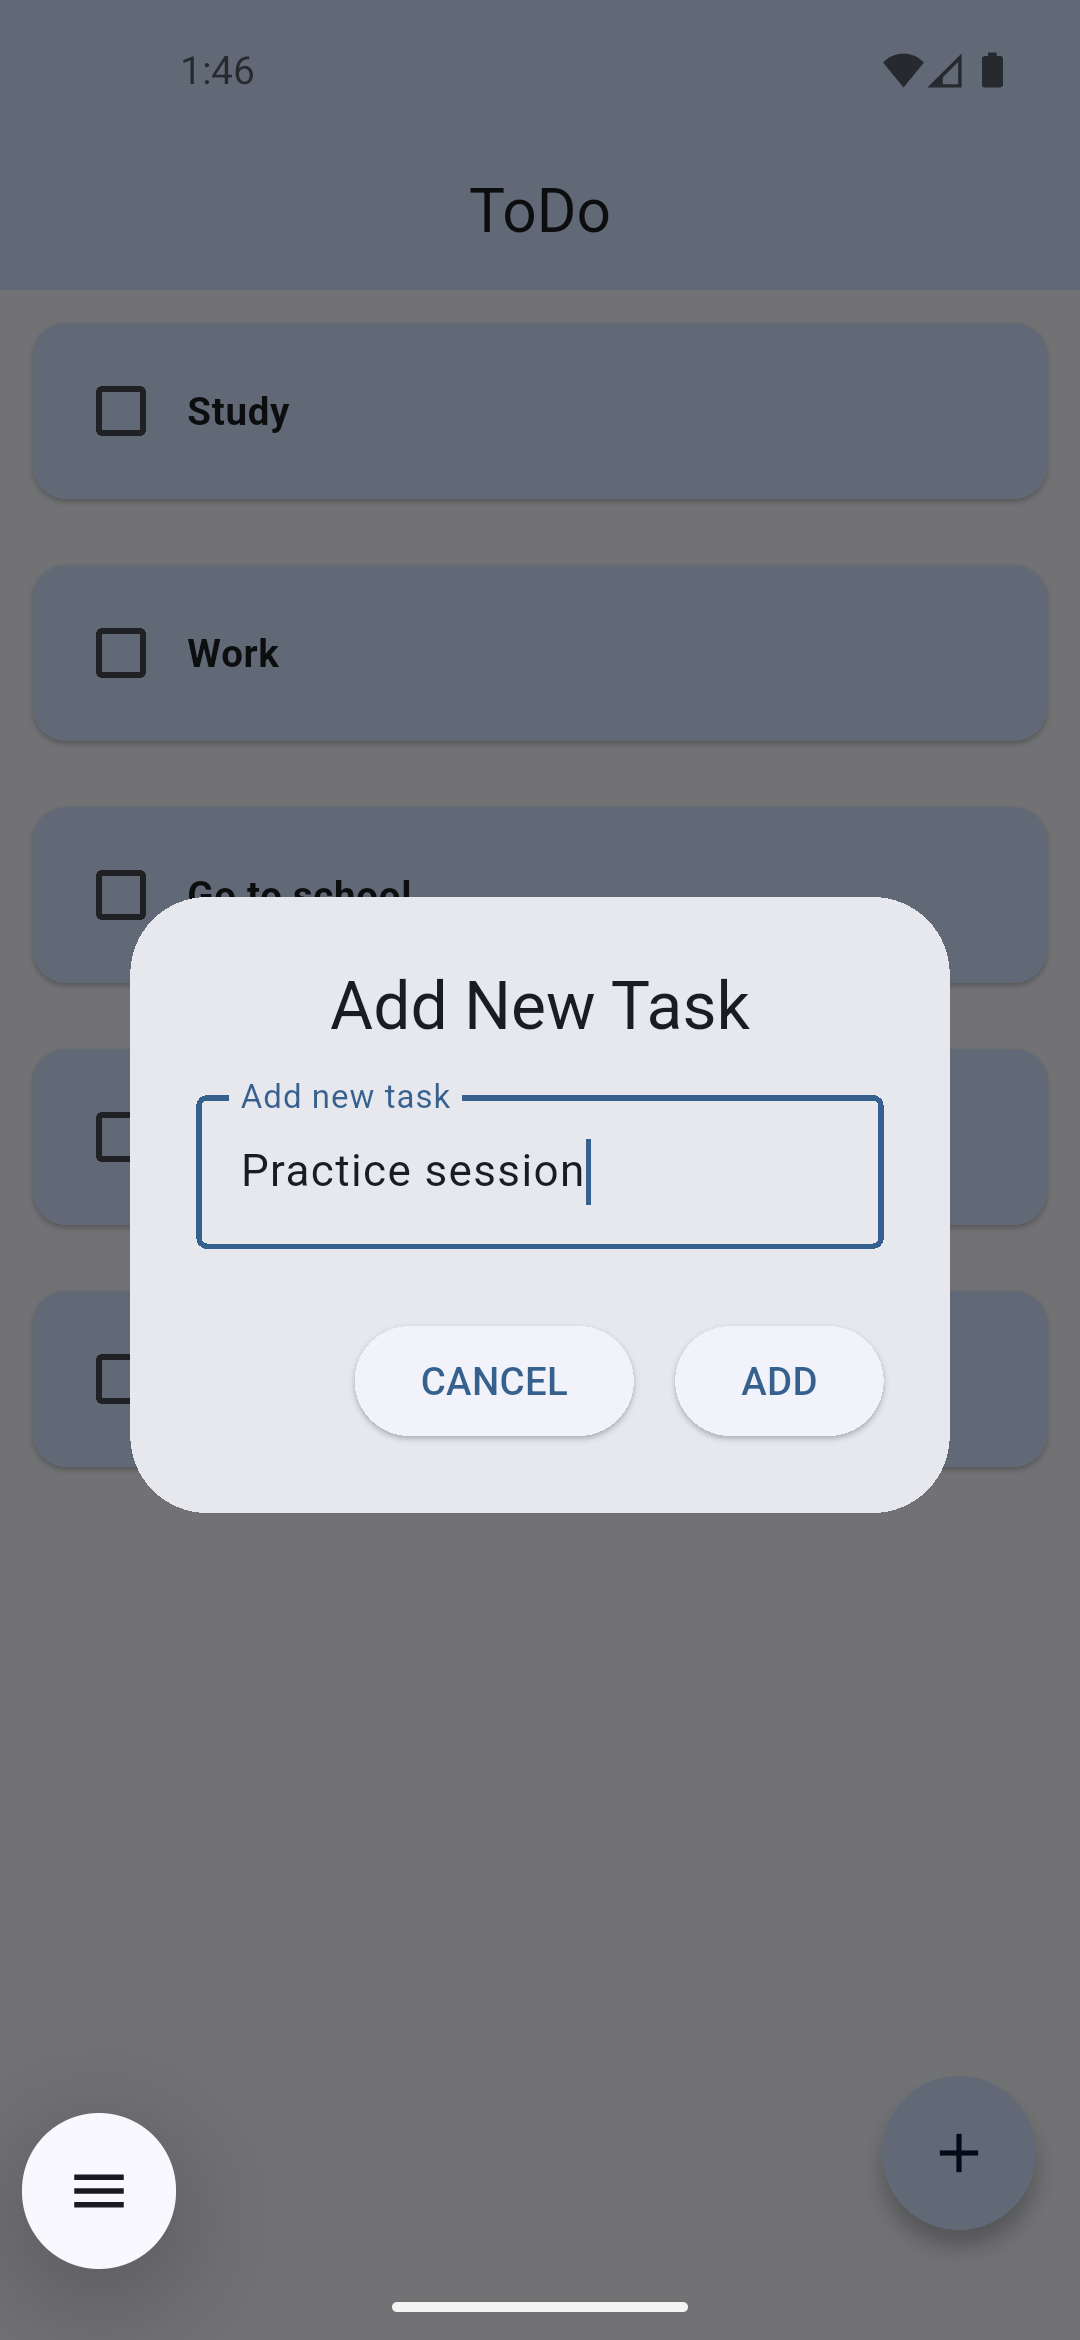 1:46
ToDo
Study
Work
Go to school
Add New Task
Add new task
Practice session
CANCEL
ADD